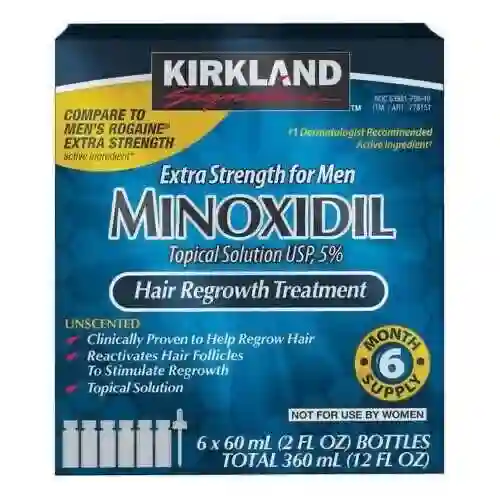 KIRKLAND
Signature
™
COMPARE TO
MEN'S ROGAINE®
EXTRA STRENGTH
active ingredient*
#1 Dermatologist Recommended
Active Ingredient†
Extra Strength for Men
MINOXIDIL
Topical Solution USP, 5%
Hair Regrowth Treatment
UNSCENTED
Clinically Proven to Help Regrow Hair
Reactivates Hair Follicles
To Stimulate Regrowth
Topical Solution
6
MONTH
SUPPLY
NOT FOR USE BY WOMEN
6 x 60 mL (2 FL OZ) BOTTLES
TOTAL 360 mL (12 FL OZ)